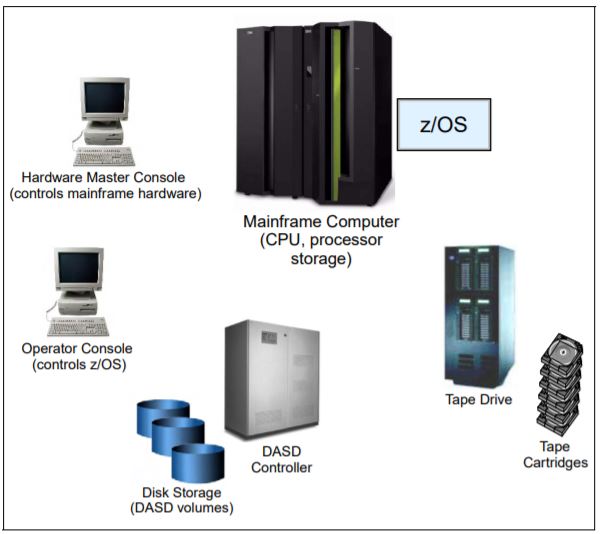 z/OS
Hardware Master Console
(controls mainframe hardware)
Mainframe Computer
(CPU, processor
storage)
Operator Console
(controls z/OS)
Tape Drive
DASD
Controller
Tape
Cartridges
Disk Storage
(DASD volumes)